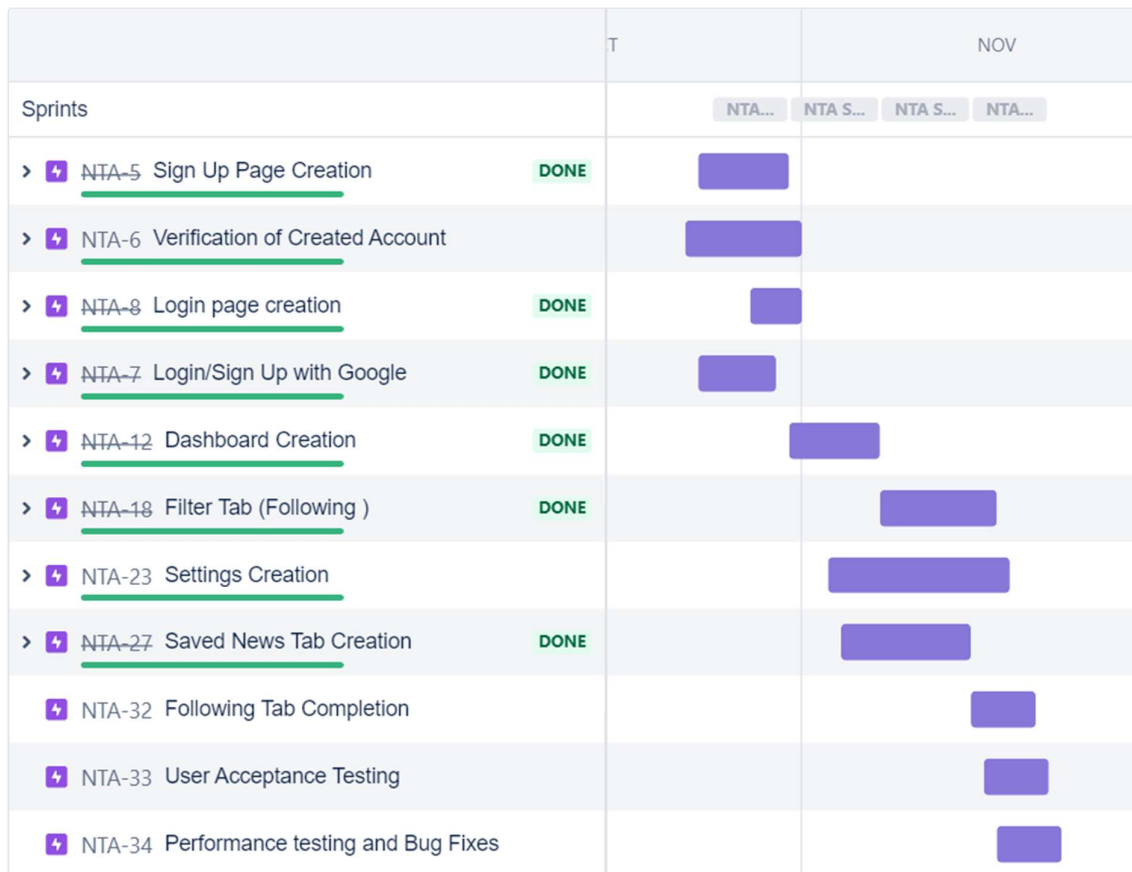 T NOV
Sprints NTA... NTA S... NTA S... NTA...
NTA-5 Sign Up Page Creation DONE
NTA-6 Verification of Created Account
NTA-8 Login page creation DONE
NTA-7 Login/Sign Up with Google DONE
NTA-12 Dashboard Creation DONE
NTA-18 Filter Tab (Following ) DONE
NTA-23 Settings Creation
NTA-27 Saved News Tab Creation DONE
NTA-32 Following Tab Completion
NTA-33 User Acceptance Testing
NTA-34 Performance testing and Bug Fixes